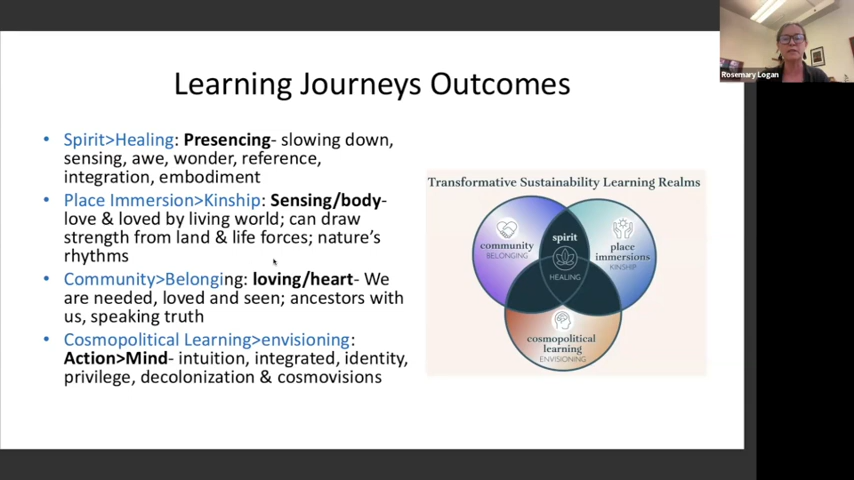 Learning Journeys Outcomes
• Spirit>Healing: Presencing- slowing down,
sensing, awe, wonder, reference,
integration, embodiment
• Place Immersion>Kinship: Sensing/body-
love & loved by living world; can draw
strength from land & life forces; nature's
rhythms
• Community>Belonging: loving/heart- We
are needed, loved and seen; ancestors with
us, speaking truth
• Cosmopolitical Learning>envisioning:
Action>Mind- intuition, integrated, identity,
privilege, decolonization & cosmovisions
Transformative Sustainability Learning Realms
community
BELONGING
spirit
HEALING
place
immersions
KINSHIP
cosmopolitical
learning
ENVISIONING
Rosemary Logan